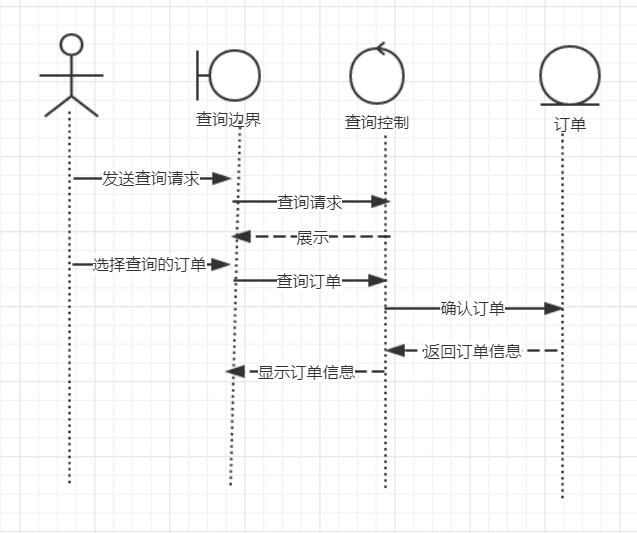 查询边界
查询控制
订单
发送查询请求
查询请求
展示
选择查询的订单
查询订单
确认订单
返回订单信息
显示订单信息